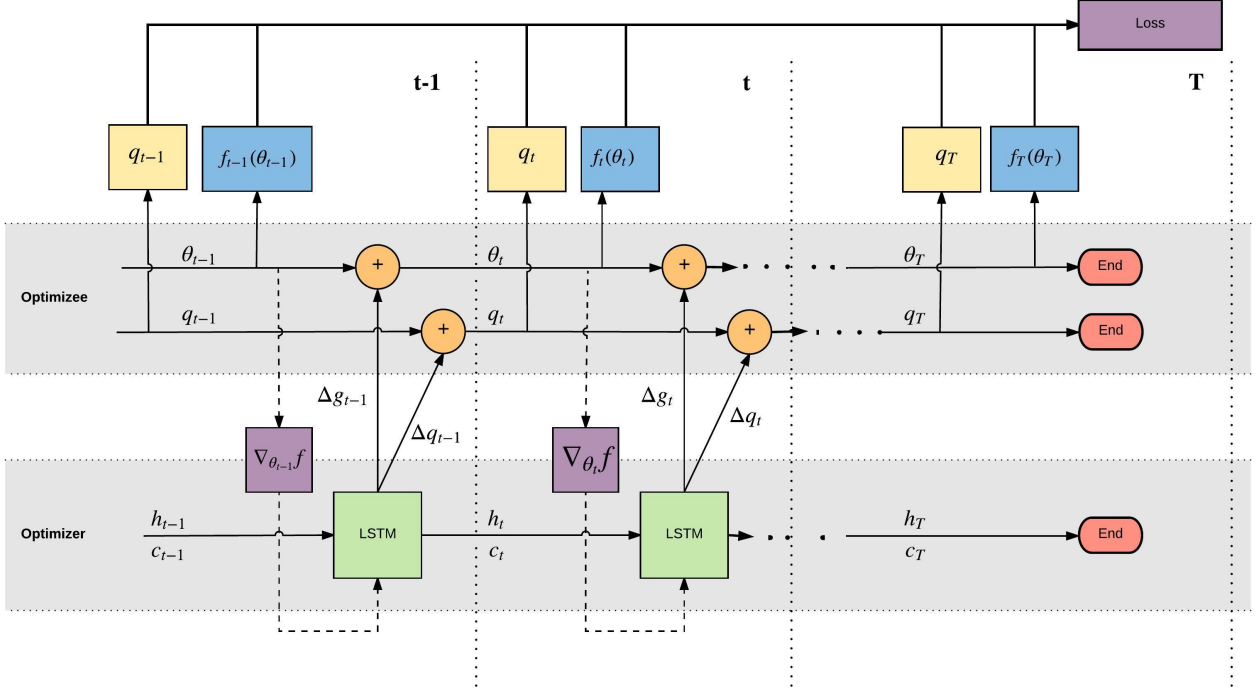 Loss
t-1 t T
q_{t-1} f_{t-1}(θ_{t-1}) q_t f_t(θ_t) q_T f_T(θ_T)
θ_{t-1} + θ_t + θ_T End
Optimizee
q_{t-1} + q_t + q_T End
Δg_{t-1} Δg_t
Δq_{t-1} Δq_t
∇_{θ_{t-1}}f ∇_{θ_t}f
h_{t-1} h_t h_T
Optimizer LSTM LSTM End
c_{t-1} c_t c_T